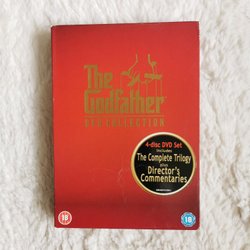 The
Godfather
DVD COLLECTION
4-disc DVD Set
includes
The Complete Trilogy
plus
Director's
Commentaries
18
18